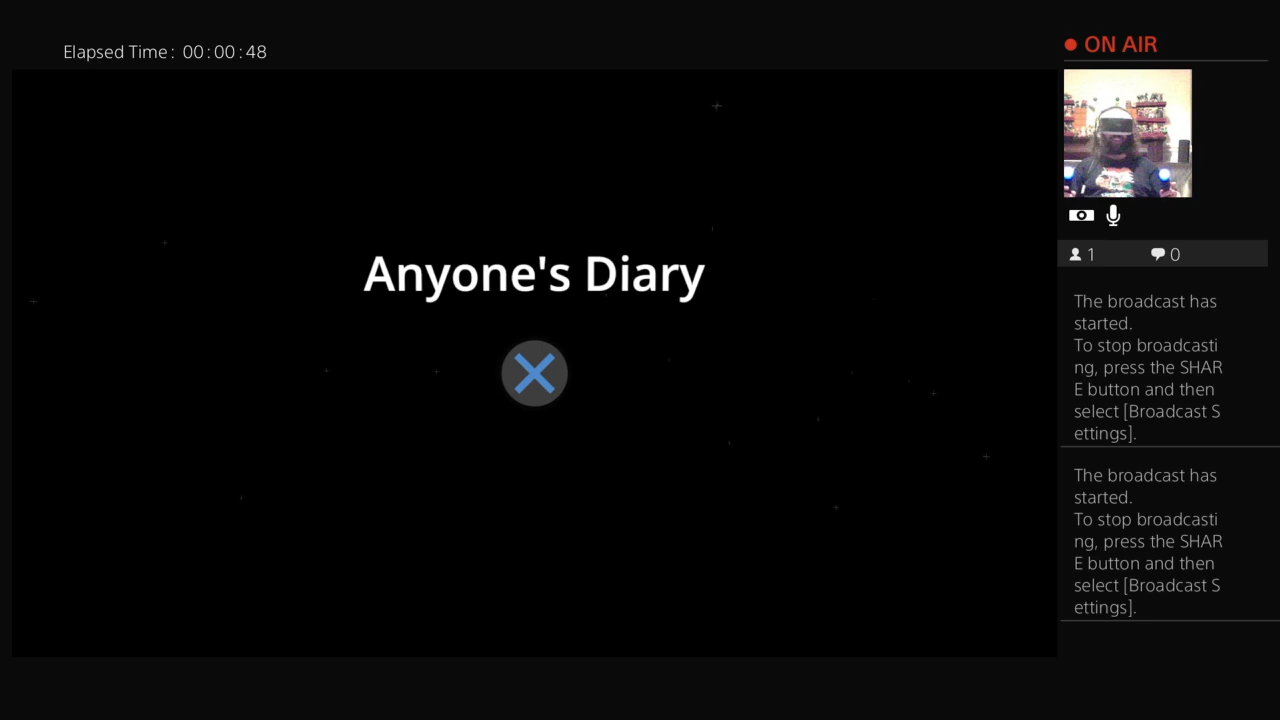 Elapsed Time: 00:00:48
ON AIR
Anyone's Diary
1 0
The broadcast has
started.
To stop broadcasti
ng, press the SHAR
E button and then
select [Broadcast S
ettings].
The broadcast has
started.
To stop broadcasti
ng, press the SHAR
E button and then
select [Broadcast S
ettings].